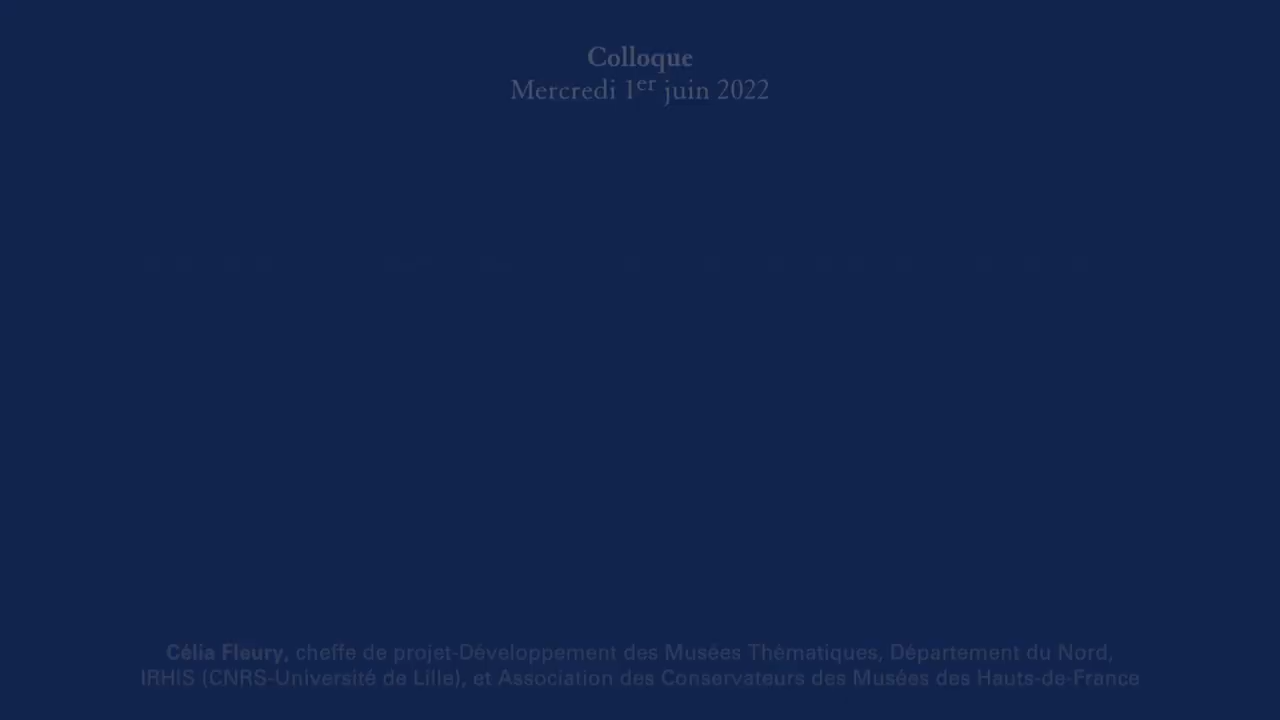 Colloque
Mercredi 1er juin 2022
Célia Fleury, cheffe de projet-Développement des Musées Thématiques, Département du Nord,
IRHIS (CNRS-Université de Lille), et Association des Conservateurs des Musées des Hauts-de-France